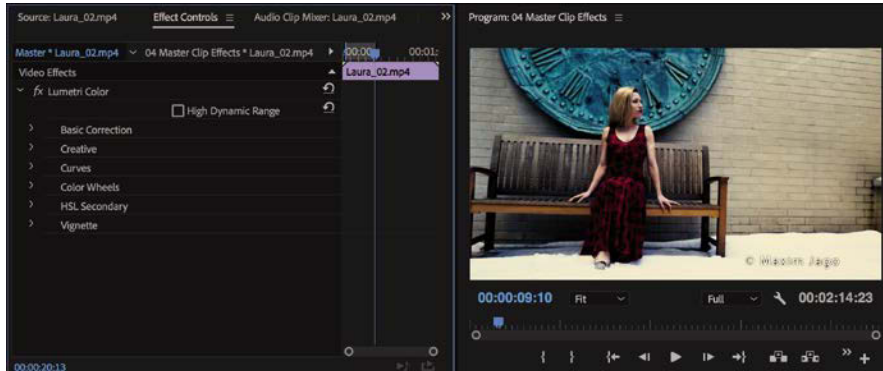 Source: Laura_02.mp4
Effect Controls
Audio Clip Mixer: Laura_02.mp4
Master * Laura_02.mp4
04 Master Clip Effects * Laura_02.mp4
00:00
00:01:
Video Effects
Laura_02.mp4
fx Lumetri Color
High Dynamic Range
Basic Correction
Creative
Curves
Color Wheels
HSL Secondary
Vignette
00:00:20:13
Program: 04 Master Clip Effects
© Maxim Jago
00:00:09:10
Fit
Full
00:02:14:23